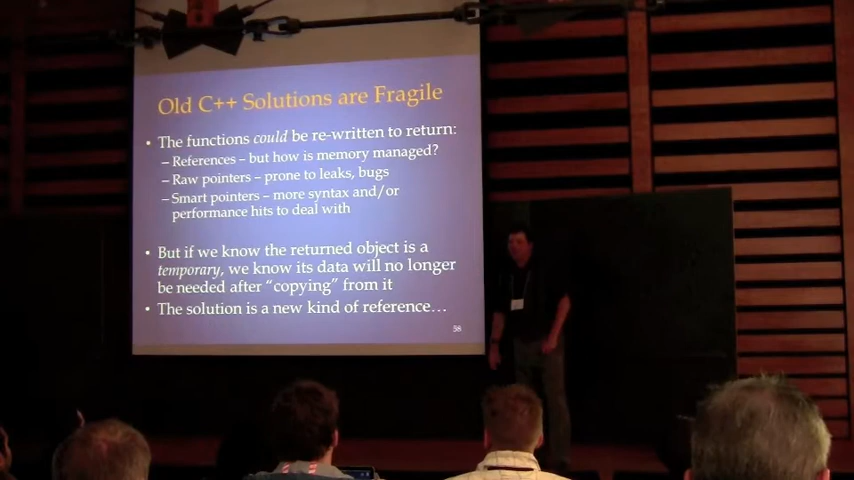 Old C++ Solutions are Fragile
• The functions could be re-written to return:
– References – but how is memory managed?
– Raw pointers – prone to leaks, bugs
– Smart pointers – more syntax and/or
performance hits to deal with
• But if we know the returned object is a
temporary, we know its data will no longer
be needed after “copying” from it
• The solution is a new kind of reference…
58